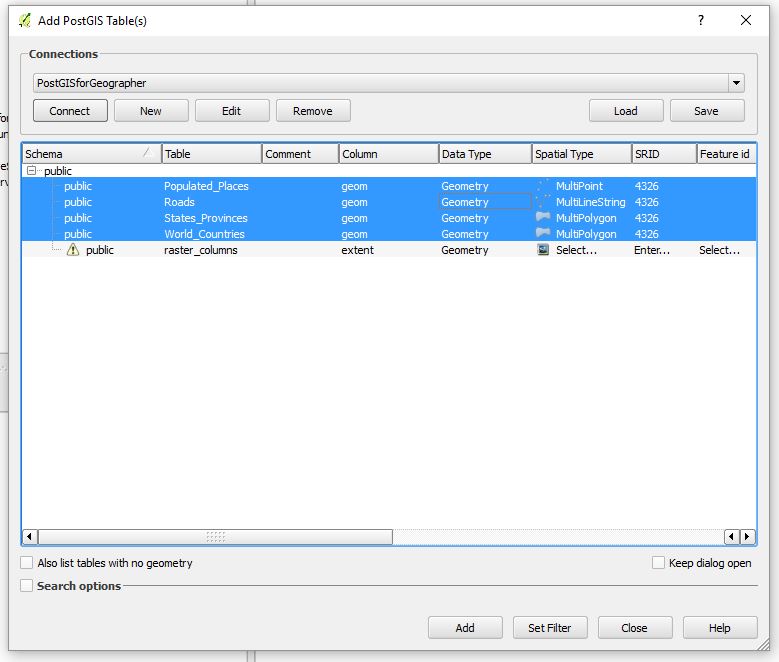 Add PostGIS Table(s)
Connections
PostGISforGeographer
Connect New Edit Remove Load Save
Schema Table Comment Column Data Type Spatial Type SRID Feature id
public
public Populated_Places geom Geometry MultiPoint 4326
public Roads geom Geometry MultiLineString 4326
public States_Provinces geom Geometry MultiPolygon 4326
public World_Countries geom Geometry MultiPolygon 4326
public raster_columns extent Geometry Select... Enter... Select...
Also list tables with no geometry Keep dialog open
Search options
Add Set Filter Close Help